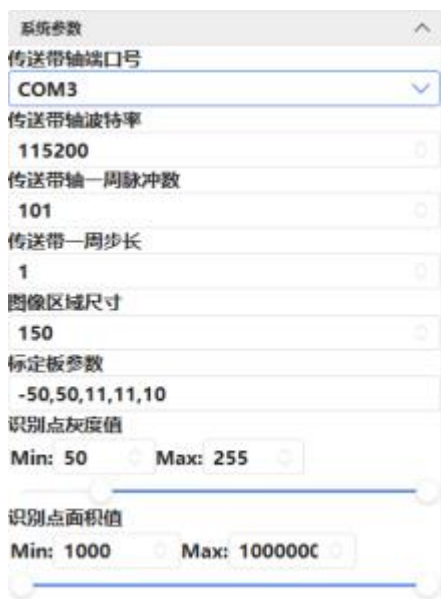 系统参数
传送带轴端口号
COM3
传送带轴波特率
115200
传送带轴一周脉冲数
101
传送带一周步长
1
图像区域尺寸
150
标定板参数
-50,50,11,11,10
识别点灰度值
Min: 50 Max: 255
识别点面积值
Min: 1000 Max: 1000000